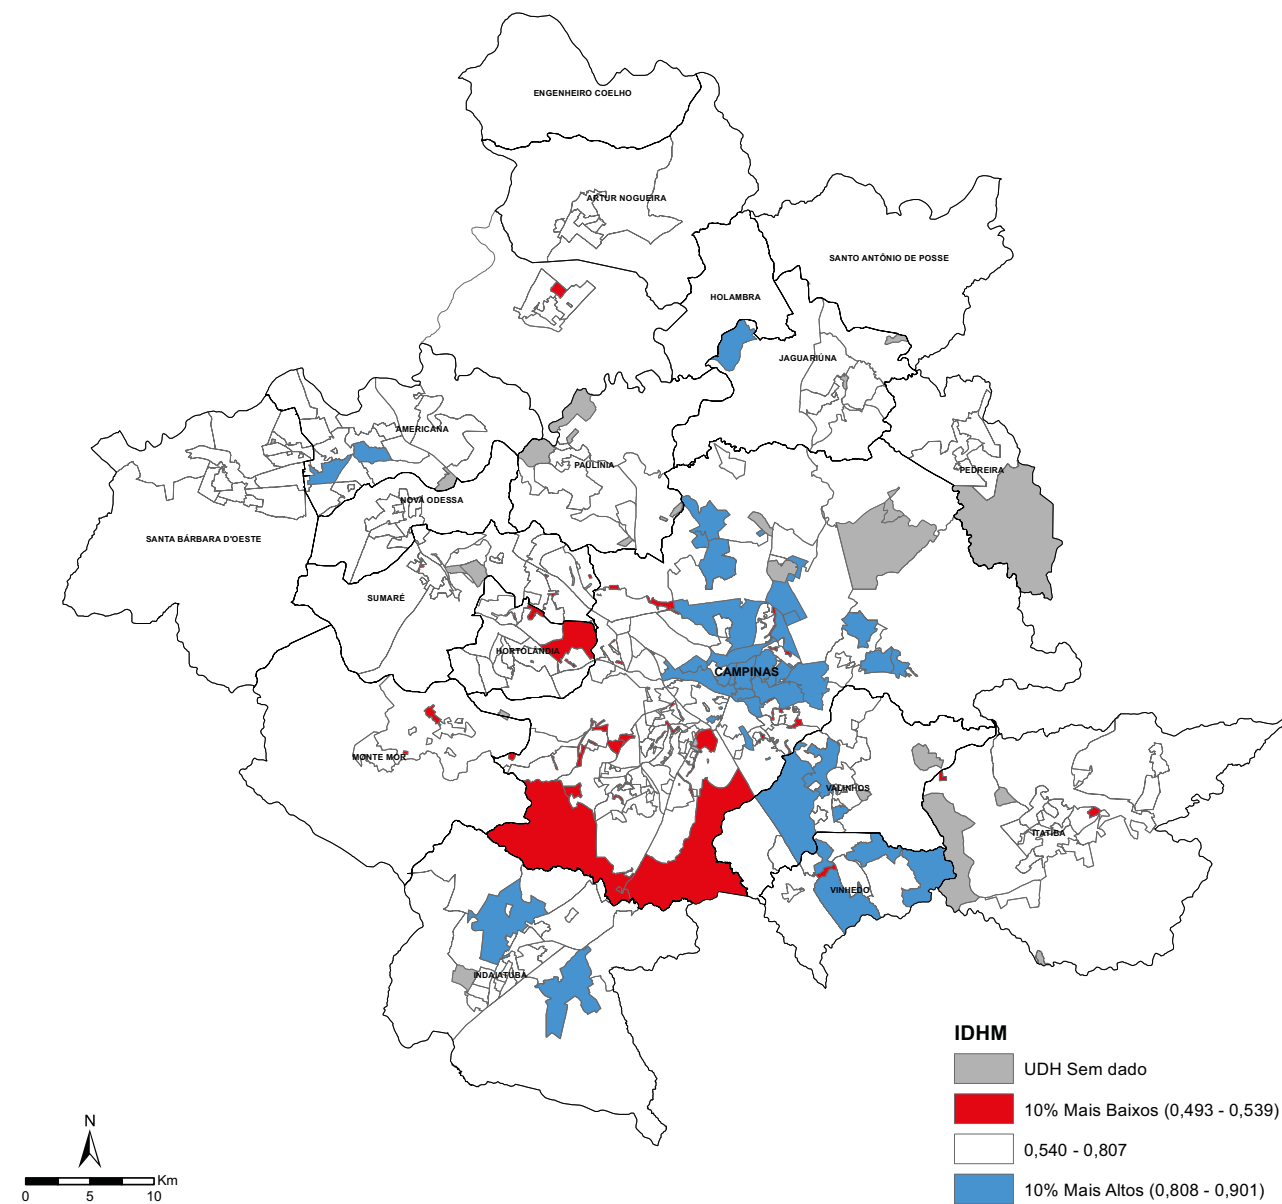 ENGENHEIRO COELHO
ARTUR NOGUEIRA
SANTO ANTÔNIO DE POSSE
HOLAMBRA
JAGUARIÚNA
AMERICANA
PAULÍNIA
PEDREIRA
NOVA ODESSA
SANTA BÁRBARA D'OESTE
SUMARÉ
HORTOLÂNDIA
CAMPINAS
MONTE MOR
VALINHOS
ITATIBA
VINHEDO
INDAIATUBA
IDHM
UDH Sem dado
10% Mais Baixos (0,493 - 0,539)
0,540 - 0,807
10% Mais Altos (0,808 - 0,901)
N
Km
0 5 10